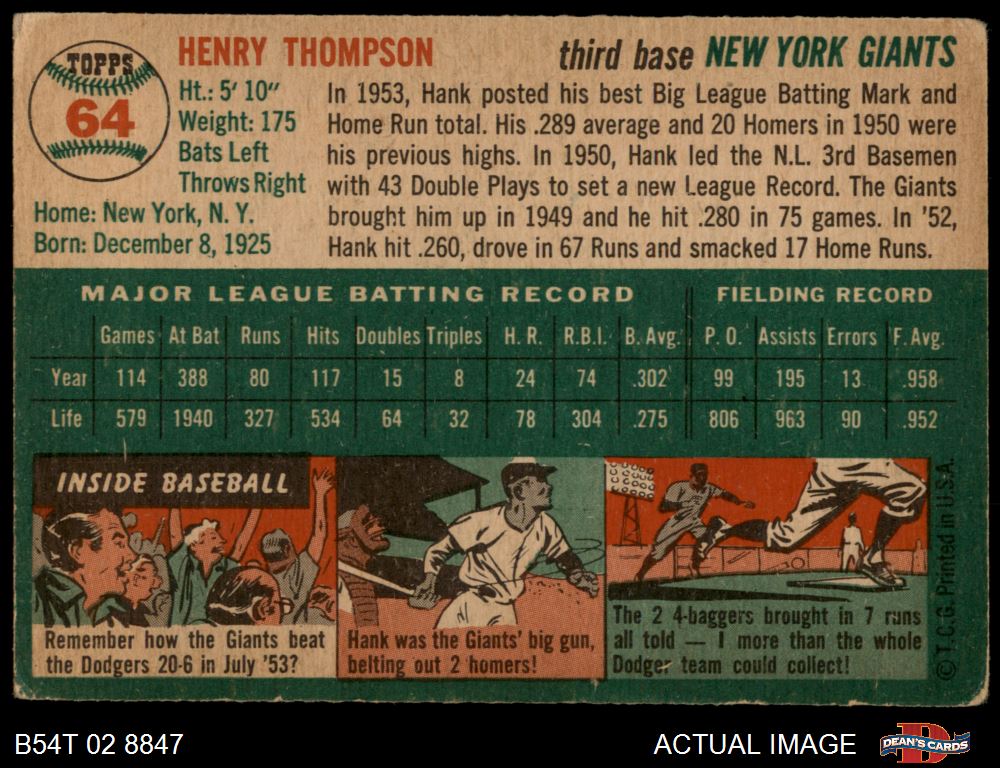 TOPPS
64
HENRY THOMPSON
third base NEW YORK GIANTS
Ht.: 5' 10"
Weight: 175
Bats Left
Throws Right
Home: New York, N. Y.
Born: December 8, 1925
In 1953, Hank posted his best Big League Batting Mark and
Home Run total. His .289 average and 20 Homers in 1950 were
his previous highs. In 1950, Hank led the N.L. 3rd Basemen
with 43 Double Plays to set a new League Record. The Giants
brought him up in 1949 and he hit .280 in 75 games. In '52,
Hank hit .260, drove in 67 Runs and smacked 17 Home Runs.
MAJOR LEAGUE BATTING RECORD
FIELDING RECORD
Games At Bat Runs Hits Doubles Triples H. R. R.B.I. B. Avg. P. O. Assists Errors F. Avg.
Year 114 388 80 117 15 8 24 74 .302 99 195 13 .958
Life 579 1940 327 534 64 32 78 304 .275 806 963 90 .952
INSIDE BASEBALL
Remember how the Giants beat
the Dodgers 20-6 in July '53?
Hank was the Giants' big gun,
belting out 2 homers!
The 2 4-baggers brought in 7 runs
all told — 1 more than the whole
Dodger team could collect!
© T.C.G. Printed in U.S.A.
B54T 02 8847
ACTUAL IMAGE
B
DEAN'S CARDS